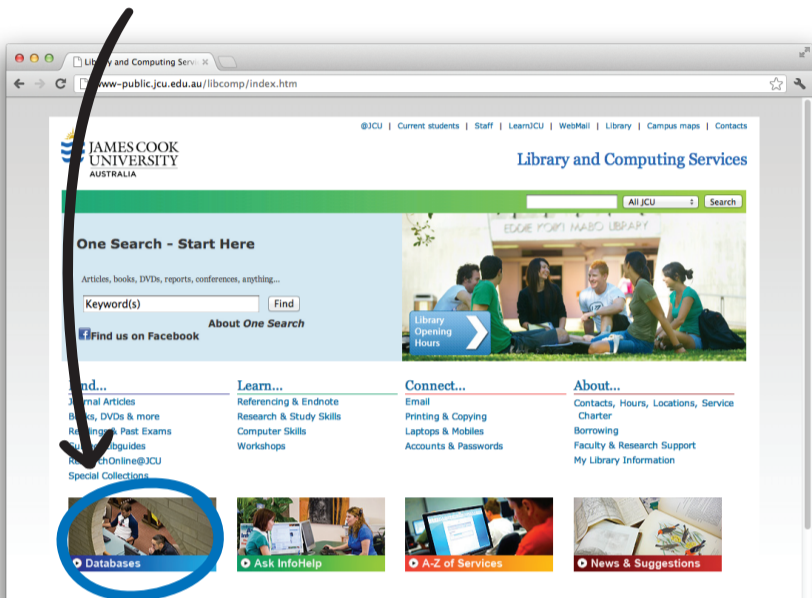 Library and Computing Servic
www-public.jcu.edu.au/libcomp/index.htm
@JCU | Current students | Staff | LearnJCU | WebMail | Library | Campus maps | Contacts
JAMES COOK
UNIVERSITY
AUSTRALIA
Library and Computing Services
All JCU
Search
One Search - Start Here
EDDIE KOIKI MABO LIBRARY
Articles, books, DVDs, reports, conferences, anything...
Keyword(s)
Find
About One Search
Find us on Facebook
Library
Opening
Hours
Find...
Journal Articles
Books, DVDs & more
Readings & Past Exams
ResearchOnline@JCU
Special Collections
Learn...
Referencing & Endnote
Research & Study Skills
Computer Skills
Workshops
Connect...
Email
Printing & Copying
Laptops & Mobiles
Accounts & Passwords
About...
Contacts, Hours, Locations, Service
Charter
Borrowing
Faculty & Research Support
My Library Information
Databases
Ask InfoHelp
A-Z of Services
News & Suggestions